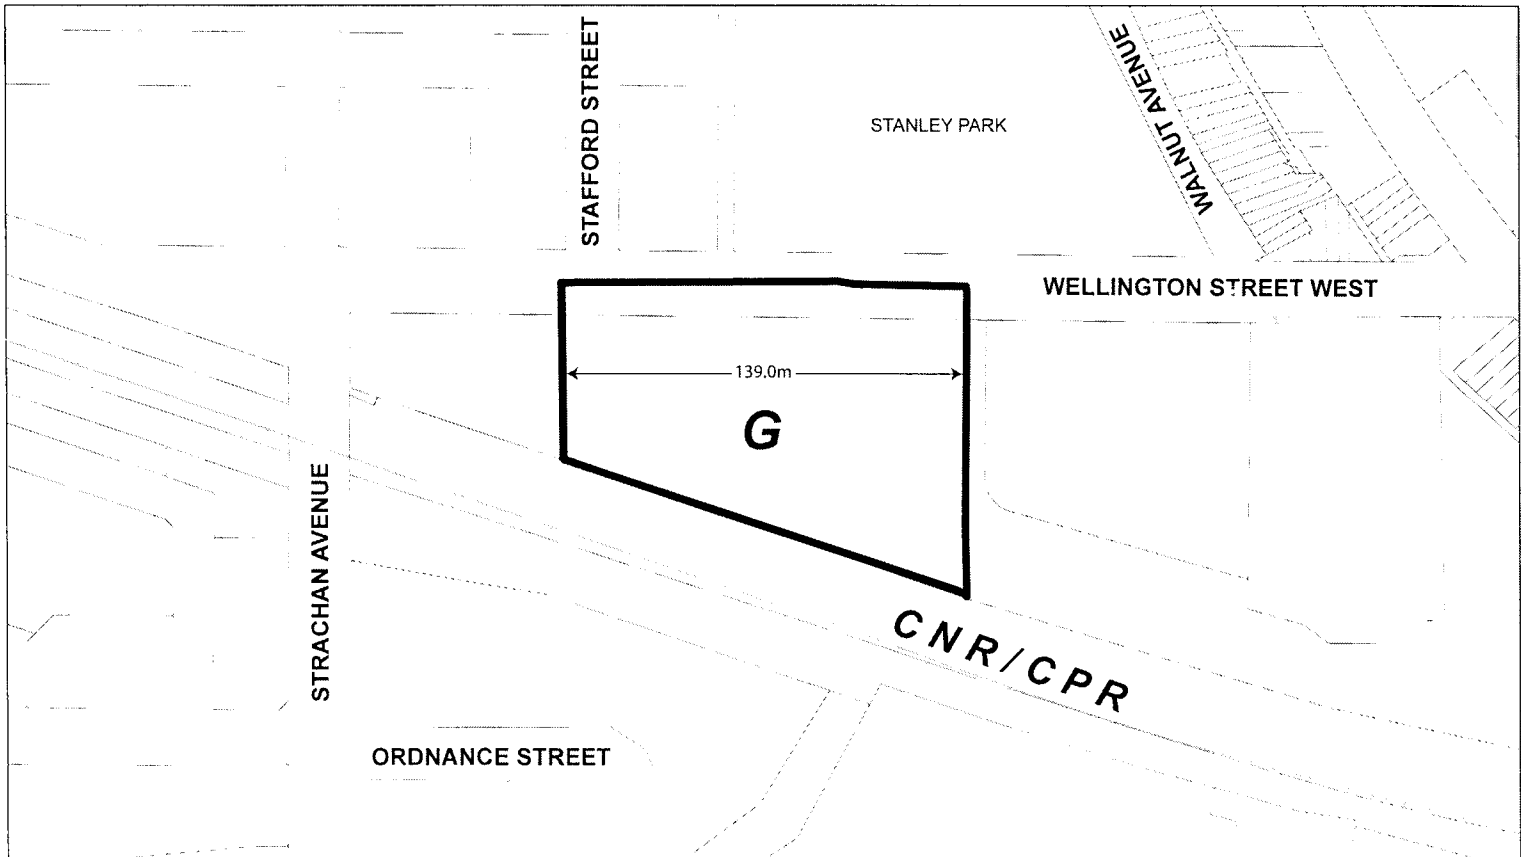 STAFFORD STREET
WALNUT AVENUE
STANLEY PARK
WELLINGTON STREET WEST
139.0m
G
STRACHAN AVENUE
CNR/CPR
ORDNANCE STREET